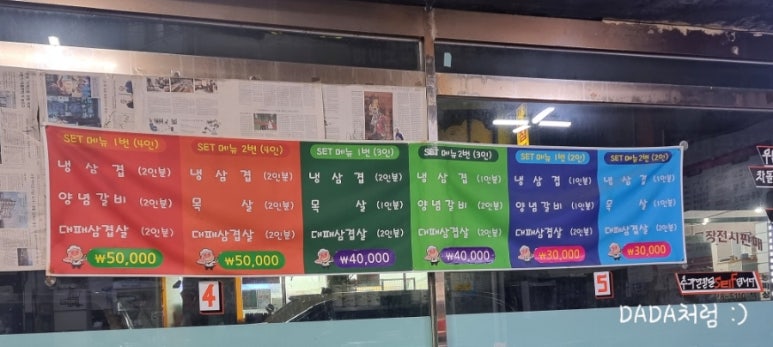 SET 메뉴 1번 (4인)
냉 삼 겹 (2인분)
양념갈비 (2인분)
대패삼겹살 (2인분)
₩50,000
SET 메뉴 2번 (4인)
냉 삼 겹 (2인분)
목 살 (2인분)
대패삼겹살 (2인분)
₩50,000
SET 메뉴 1번 (3인)
냉 삼 겹 (2인분)
목 살 (1인분)
대패삼겹살 (2인분)
₩40,000
SET 메뉴2번 (3인)
냉 삼 겹 (1인분)
양념갈비 (2인분)
대패삼겹살 (2인분)
₩40,000
SET 메뉴 1번 (2인)
냉 삼 겹 (1인분)
양념갈비 (1인분)
대패삼겹살 (2인분)
₩30,000
SET 메뉴2번 (2인)
냉 삼 겹 (1인분)
목 살 (1인분)
대패삼겹살 (2인분)
₩30,000
4
5
Self
DADA처럼 :)